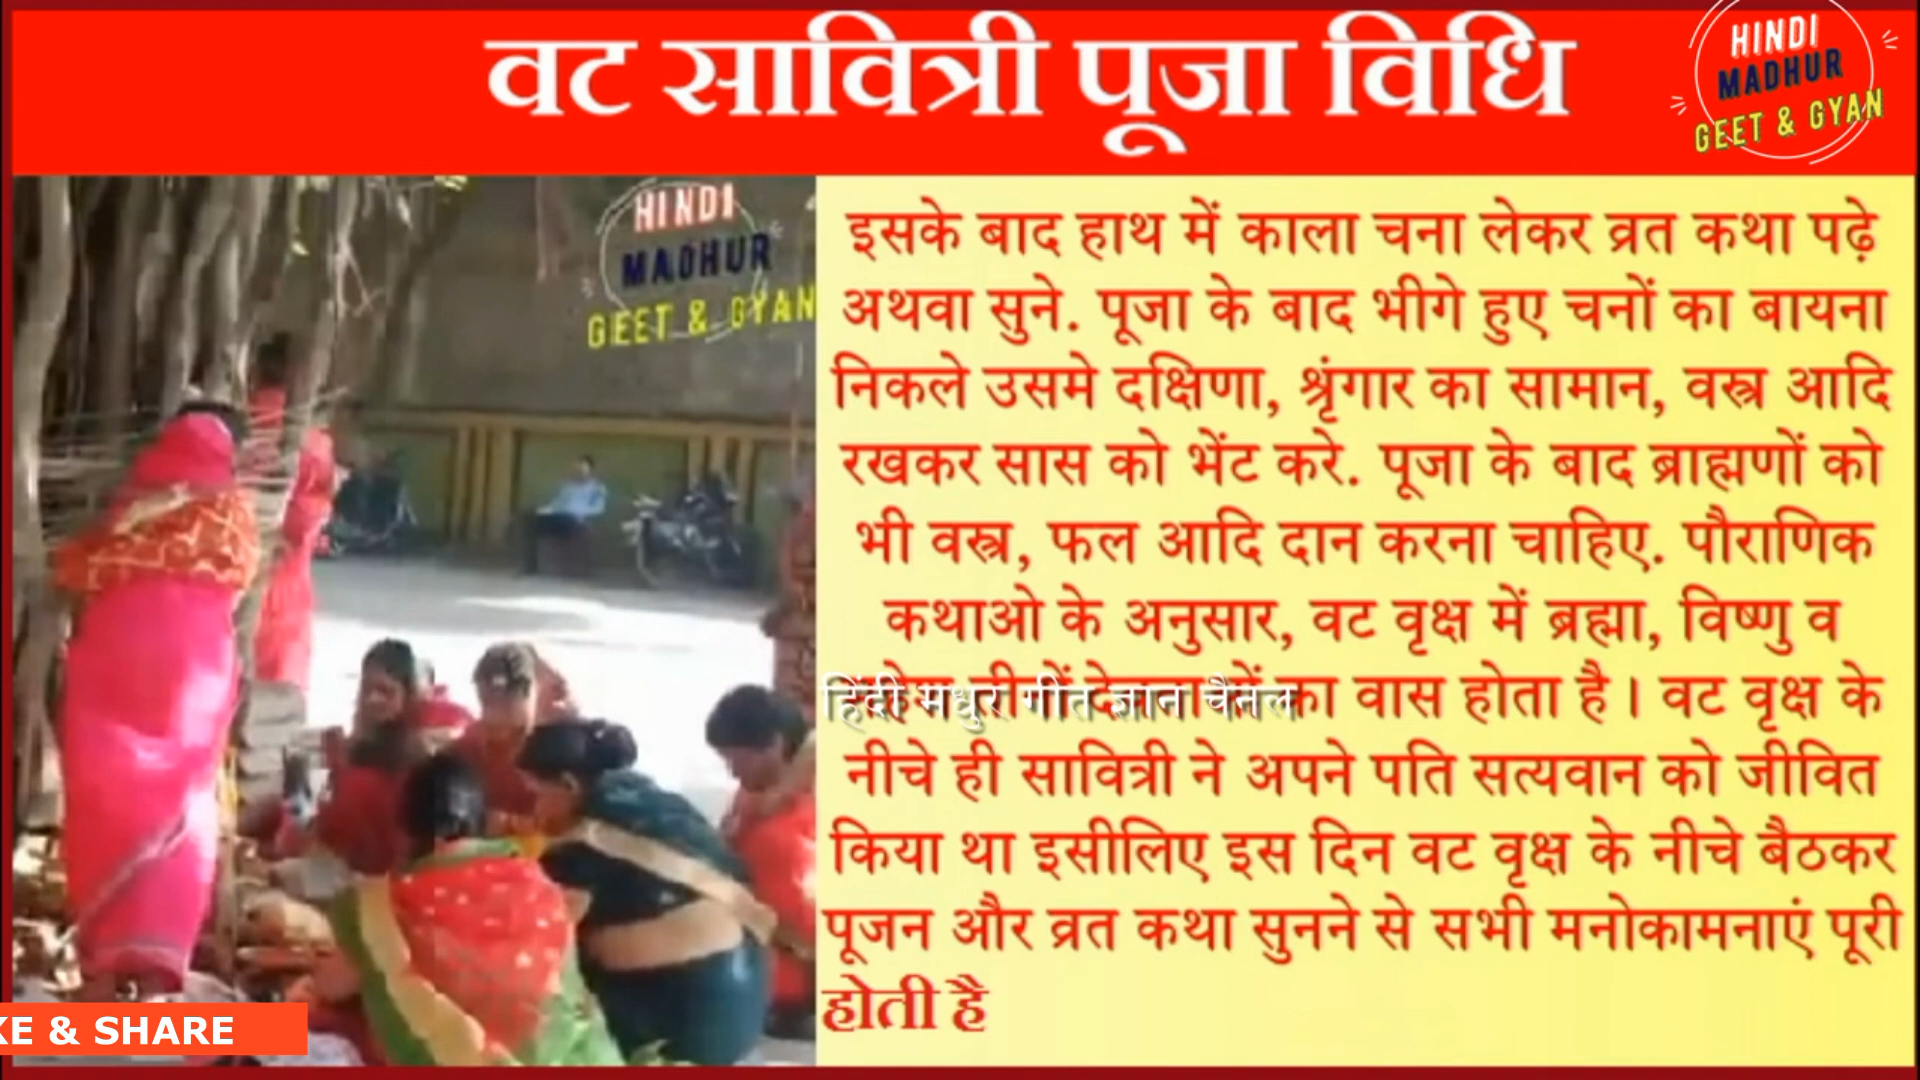 वट सावित्री पूजा विधि
HINDI
MADHUR
GEET & GYAN
HINDI
MADHUR
GEET & GYAN
इसके बाद हाथ में काला चना लेकर व्रत कथा पढ़े
अथवा सुने. पूजा के बाद भीगे हुए चनों का बायना
निकले उसमे दक्षिणा, श्रृंगार का सामान, वस्त्र आदि
रखकर सास को भेंट करे. पूजा के बाद ब्राह्मणों को
भी वस्त्र, फल आदि दान करना चाहिए. पौराणिक
कथाओ के अनुसार, वट वृक्ष में ब्रह्मा, विष्णु व
का वास होता है। वट वृक्ष के
हिंदी मधुर गीत ज्ञान चैनल
नीचे ही सावित्री ने अपने पति सत्यवान को जीवित
किया था इसीलिए इस दिन वट वृक्ष के नीचे बैठकर
पूजन और व्रत कथा सुनने से सभी मनोकामनाएं पूरी
होती है
KE & SHARE